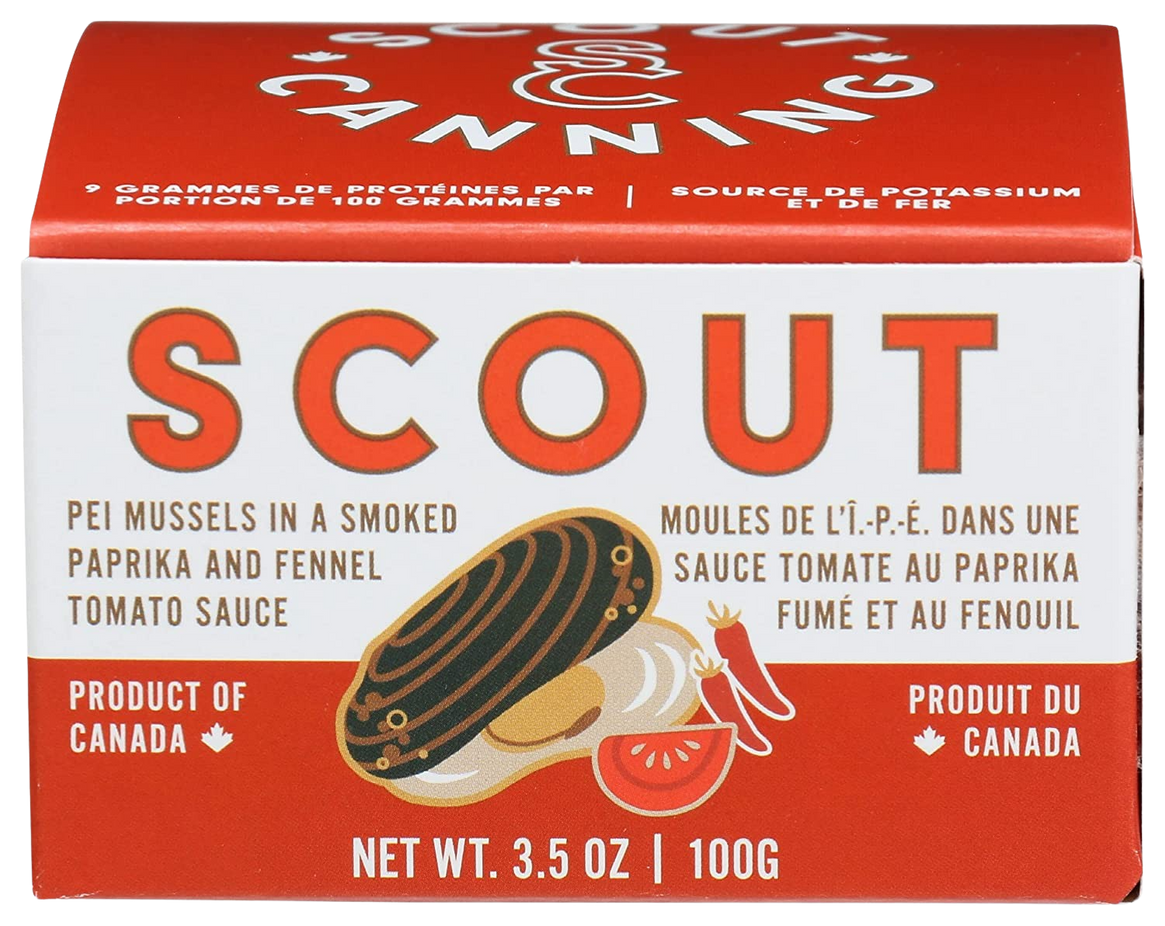 SCOUT
SC
CANNING
9 GRAMMES DE PROTÉINES PAR
PORTION DE 100 GRAMMES
SOURCE DE POTASSIUM
ET DE FER
SCOUT
PEI MUSSELS IN A SMOKED
PAPRIKA AND FENNEL
TOMATO SAUCE
MOULES DE L'Î.-P.-É. DANS UNE
SAUCE TOMATE AU PAPRIKA
FUMÉ ET AU FENOUIL
PRODUCT OF
CANADA
PRODUIT DU
CANADA
NET WT. 3.5 OZ | 100G